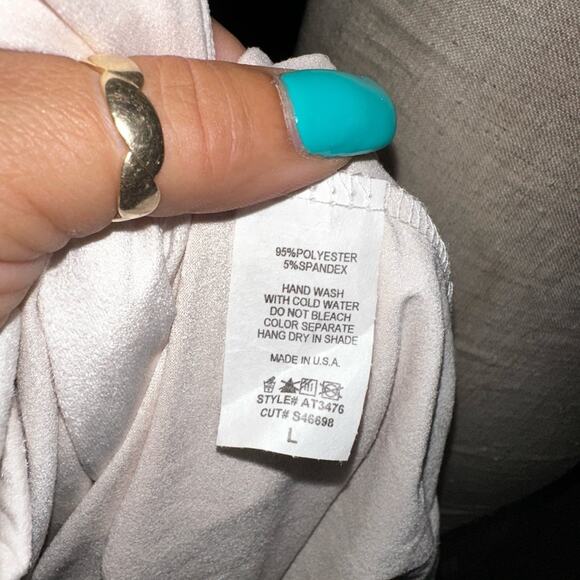 95%POLYESTER
5%SPANDEX
HAND WASH
WITH COLD WATER
DO NOT BLEACH
COLOR SEPARATE
HANG DRY IN SHADE
MADE IN U.S.A.
STYLE# AT3476
CUT# S46698
L